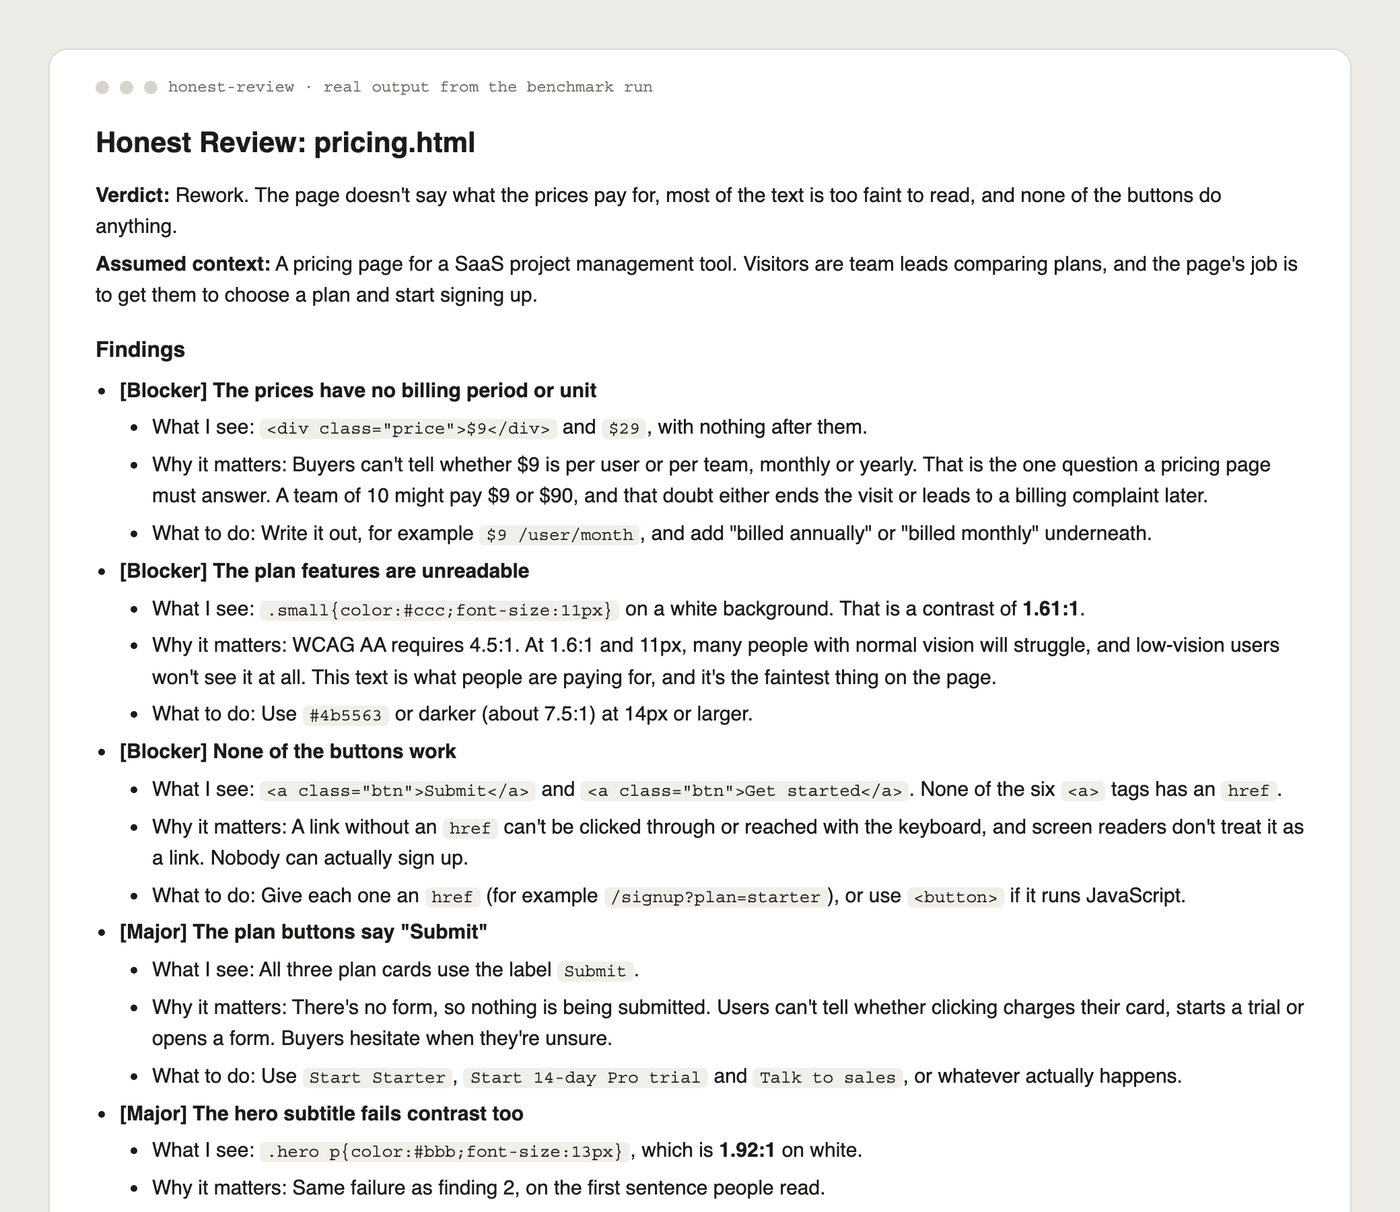 honest-review · real output from the benchmark run
Honest Review: pricing.html
Verdict: Rework. The page doesn't say what the prices pay for, most of the text is too faint to read, and none of the buttons do
anything.
Assumed context: A pricing page for a SaaS project management tool. Visitors are team leads comparing plans, and the page's job is
to get them to choose a plan and start signing up.
Findings
• [Blocker] The prices have no billing period or unit
• What I see: <div class="price">$9</div> and $29, with nothing after them.
• Why it matters: Buyers can't tell whether $9 is per user or per team, monthly or yearly. That is the one question a pricing page
must answer. A team of 10 might pay $9 or $90, and that doubt either ends the visit or leads to a billing complaint later.
• What to do: Write it out, for example $9 /user/month, and add "billed annually" or "billed monthly" underneath.
• [Blocker] The plan features are unreadable
• What I see: .small{color:#ccc;font-size:11px} on a white background. That is a contrast of 1.61:1.
• Why it matters: WCAG AA requires 4.5:1. At 1.6:1 and 11px, many people with normal vision will struggle, and low-vision users
won't see it at all. This text is what people are paying for, and it's the faintest thing on the page.
• What to do: Use #4b5563 or darker (about 7.5:1) at 14px or larger.
• [Blocker] None of the buttons work
• What I see: <a class="btn">Submit</a> and <a class="btn">Get started</a>. None of the six <a> tags has an href.
• Why it matters: A link without an href can't be clicked through or reached with the keyboard, and screen readers don't treat it as
a link. Nobody can actually sign up.
• What to do: Give each one an href (for example /signup?plan=starter), or use <button> if it runs JavaScript.
• [Major] The plan buttons say "Submit"
• What I see: All three plan cards use the label Submit.
• Why it matters: There's no form, so nothing is being submitted. Users can't tell whether clicking charges their card, starts a trial or
opens a form. Buyers hesitate when they're unsure.
• What to do: Use Start Starter, Start 14-day Pro trial and Talk to sales, or whatever actually happens.
• [Major] The hero subtitle fails contrast too
• What I see: .hero p{color:#bbb;font-size:13px}, which is 1.92:1 on white.
• Why it matters: Same failure as finding 2, on the first sentence people read.